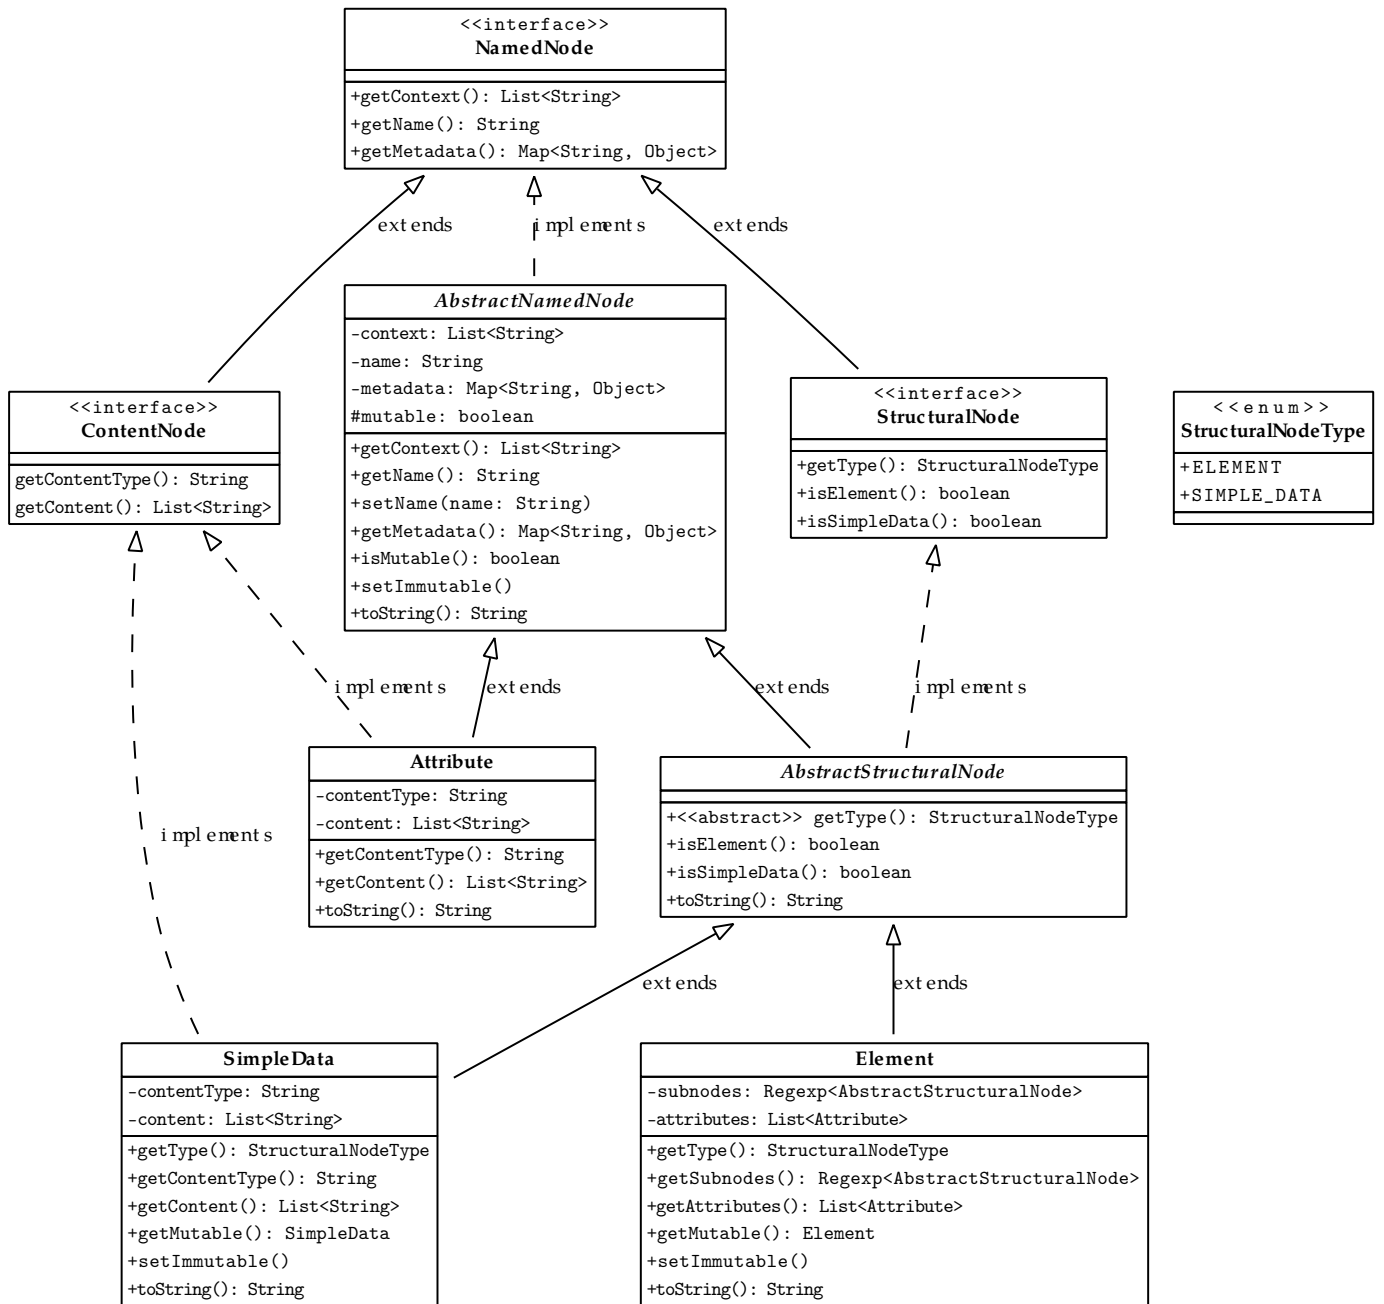 <<interface>>
NamedNode
+getContext(): List<String>
+getName(): String
+getMetadata(): Map<String, Object>
extends
implements
extends
AbstractNamedNode
-context: List<String>
-name: String
-metadata: Map<String, Object>
#mutable: boolean
+getContext(): List<String>
+getName(): String
+setName(name: String)
+getMetadata(): Map<String, Object>
+isMutable(): boolean
+setImmutable()
+toString(): String
<<interface>>
ContentNode
getContentType(): String
getContent(): List<String>
<<interface>>
StructuralNode
+getType(): StructuralNodeType
+isElement(): boolean
+isSimpleData(): boolean
<<enum>>
StructuralNodeType
+ELEMENT
+SIMPLE_DATA
implements
extends
extends
implements
Attribute
-contentType: String
-content: List<String>
+getContentType(): String
+getContent(): List<String>
+toString(): String
AbstractStructuralNode
+<<abstract>> getType(): StructuralNodeType
+isElement(): boolean
+isSimpleData(): boolean
+toString(): String
implements
extends
extends
SimpleData
-contentType: String
-content: List<String>
+getType(): StructuralNodeType
+getContentType(): String
+getContent(): List<String>
+getMutable(): SimpleData
+setImmutable()
+toString(): String
Element
-subnodes: Regexp<AbstractStructuralNode>
-attributes: List<Attribute>
+getType(): StructuralNodeType
+getSubnodes(): Regexp<AbstractStructuralNode>
+getAttributes(): List<Attribute>
+getMutable(): Element
+setImmutable()
+toString(): String